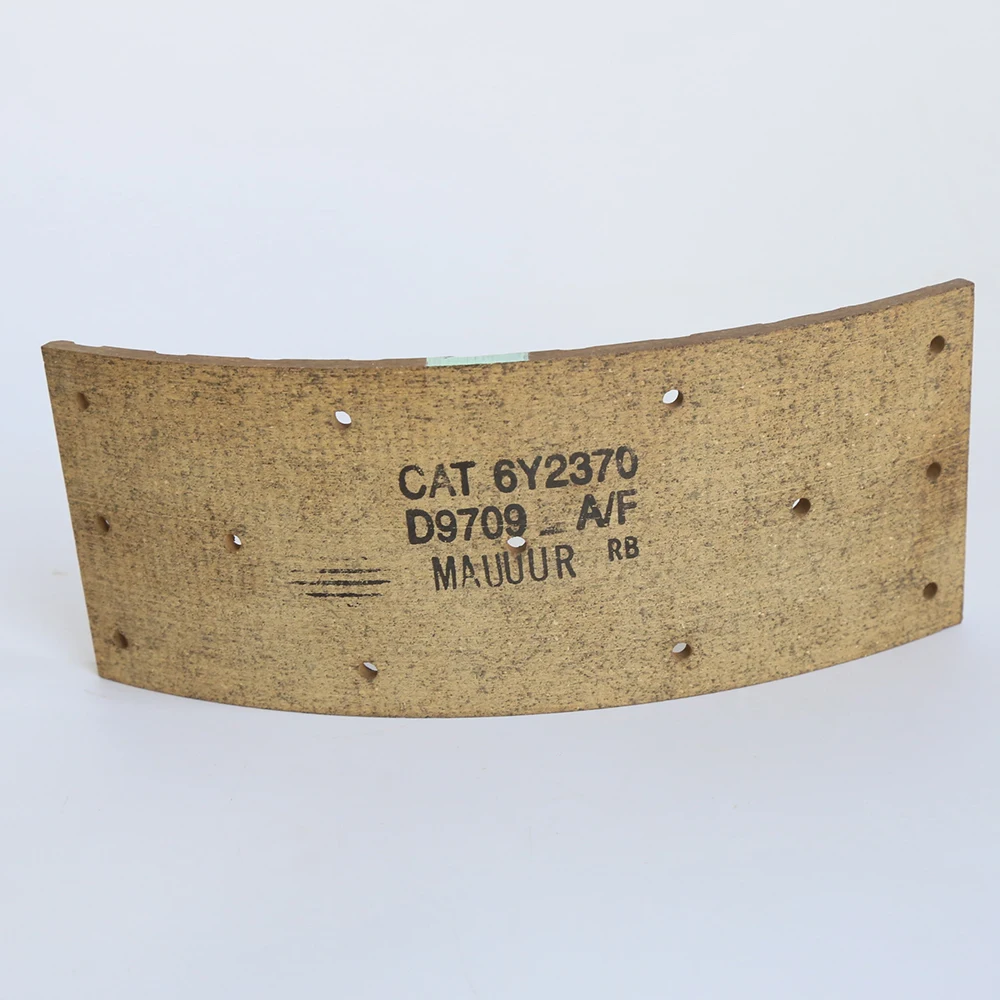 CAT 6Y2370
D9709 _ A/F
MAUUUR RB